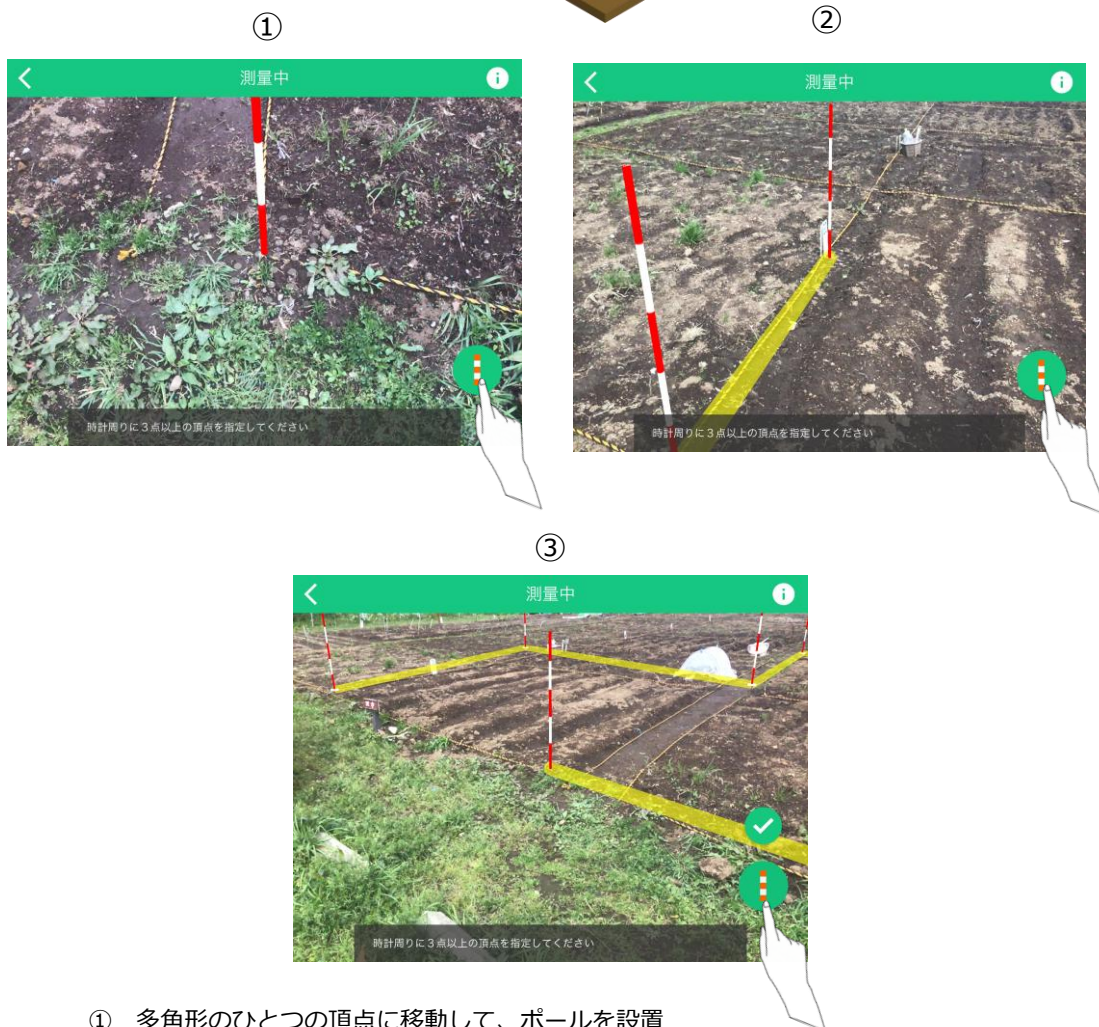 ①
②
測量中
測量中
時計周りに３点以上の頂点を指定してください
時計周りに３点以上の頂点を指定してください
③
測量中
時計周りに３点以上の頂点を指定してください
① 多角形のひとつの頂点に移動して、ポールを設置